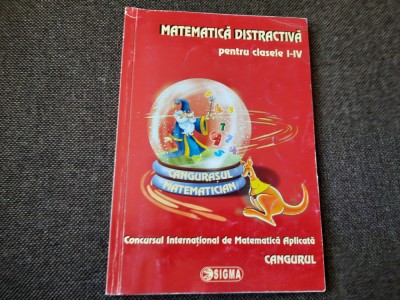 MATEMATICĂ DISTRACTIVĂ
pentru clasele I-IV
CANGURAȘUL
MATEMATICIAN
Concursul Internațional de Matematică Aplicată
CANGURUL
SIGMA